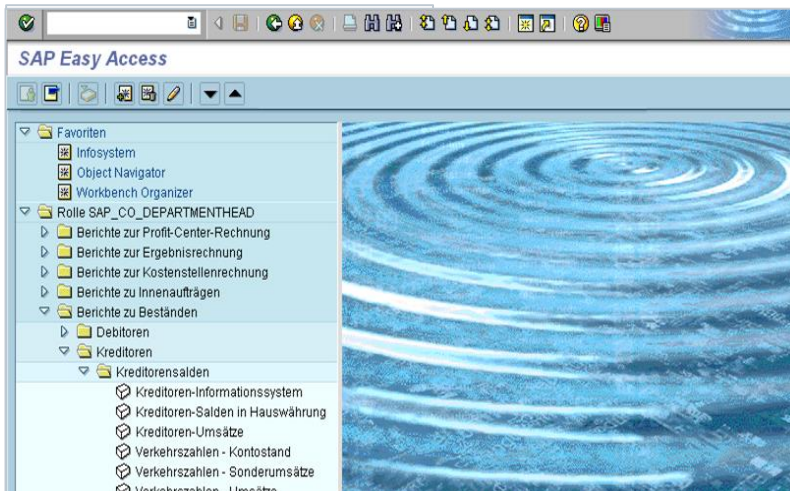 SAP Easy Access
Favoriten
Infosystem
Object Navigator
Workbench Organizer
Rolle SAP_CO_DEPARTMENTHEAD
Berichte zur Profit-Center-Rechnung
Berichte zur Ergebnisrechnung
Berichte zur Kostenstellenrechnung
Berichte zu Innenaufträgen
Berichte zu Beständen
Debitoren
Kreditoren
Kreditorensalden
Kreditoren-Informationssystem
Kreditoren-Salden in Hauswährung
Kreditoren-Umsätze
Verkehrszahlen - Kontostand
Verkehrszahlen - Sonderumsätze
Verkehrszahlen - Umsätze